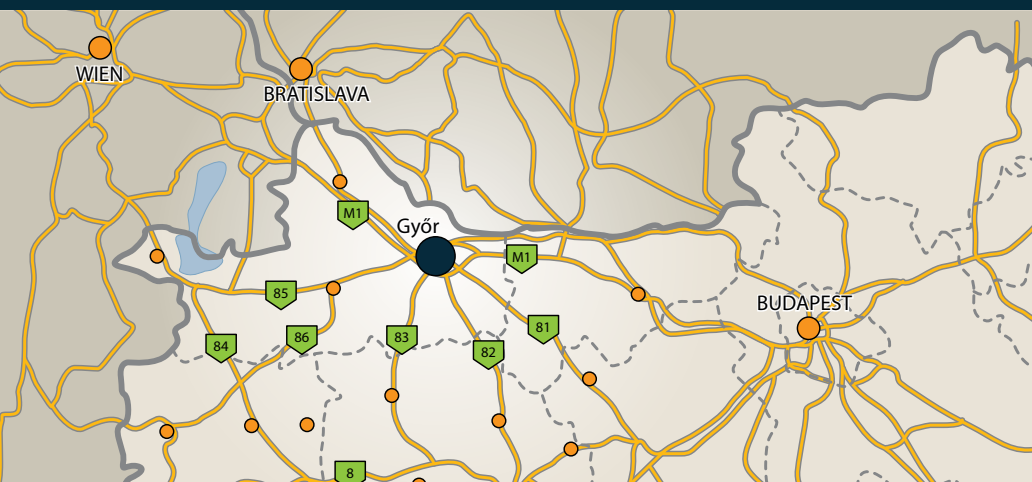 WIEN
BRATISLAVA
M1
Győr
M1
85
BUDAPEST
84
86
83
82
81
8